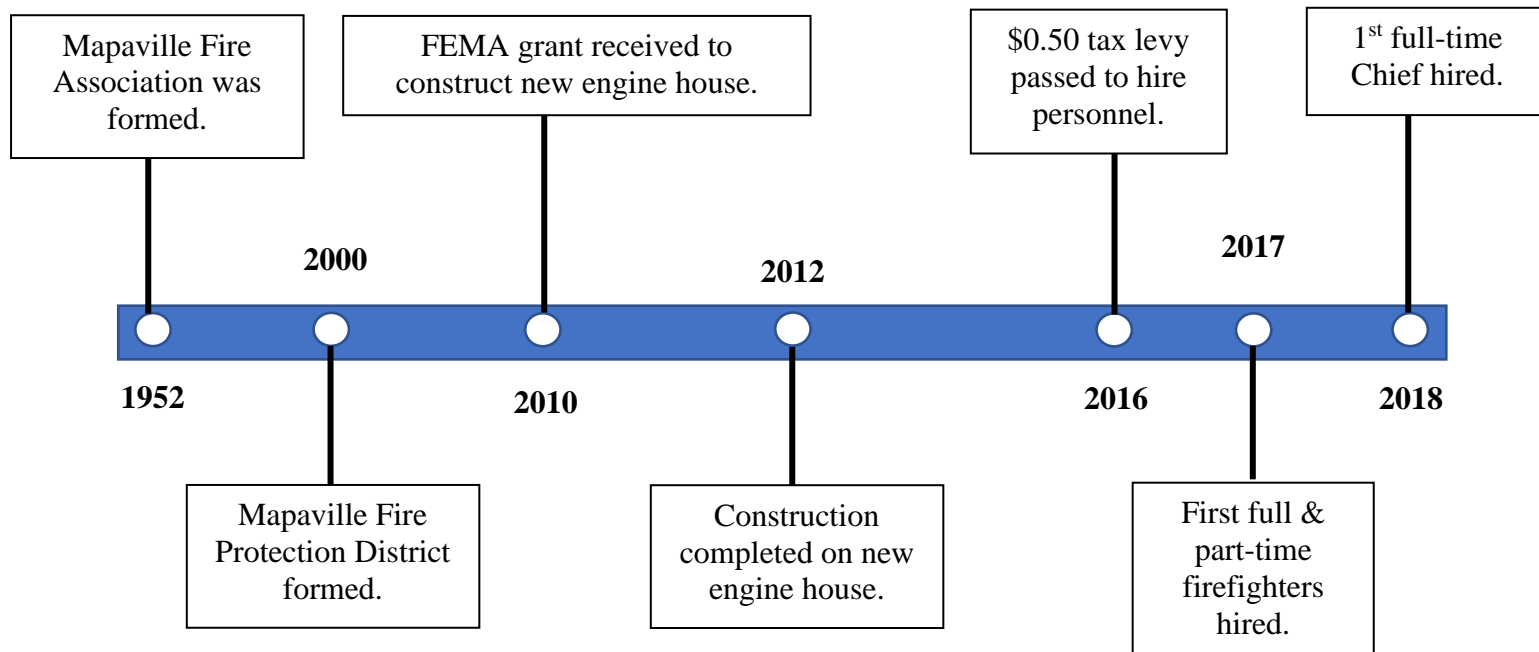 Mapaville Fire
Association was
formed.
FEMA grant received to
construct new engine house.
$0.50 tax levy
passed to hire
personnel.
1st full-time
Chief hired.
2000
2012
2017
1952
2010
2016
2018
Mapaville Fire
Protection District
formed.
Construction
completed on new
engine house.
First full &
part-time
firefighters
hired.